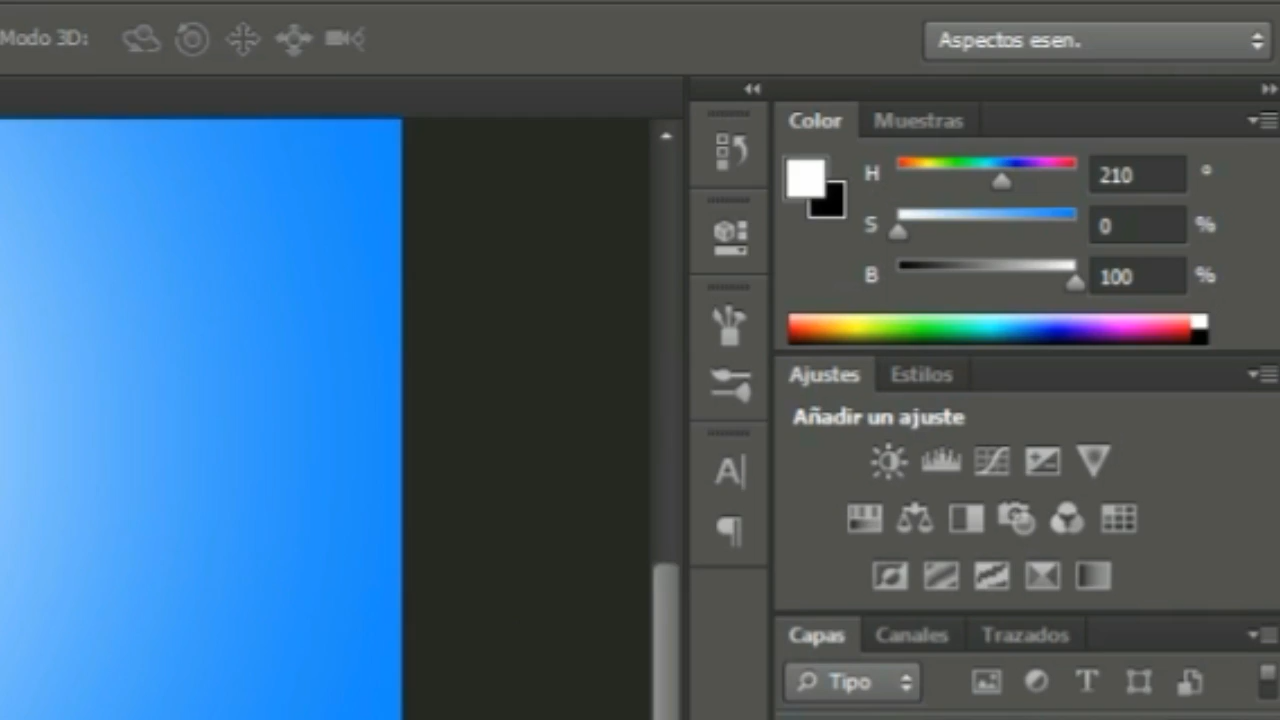 Modo 3D:
Aspectos esen.
Color Muestras
H 210 °
S 0 %
B 100 %
Ajustes Estilos
Añadir un ajuste
Capas Canales Trazados
Tipo